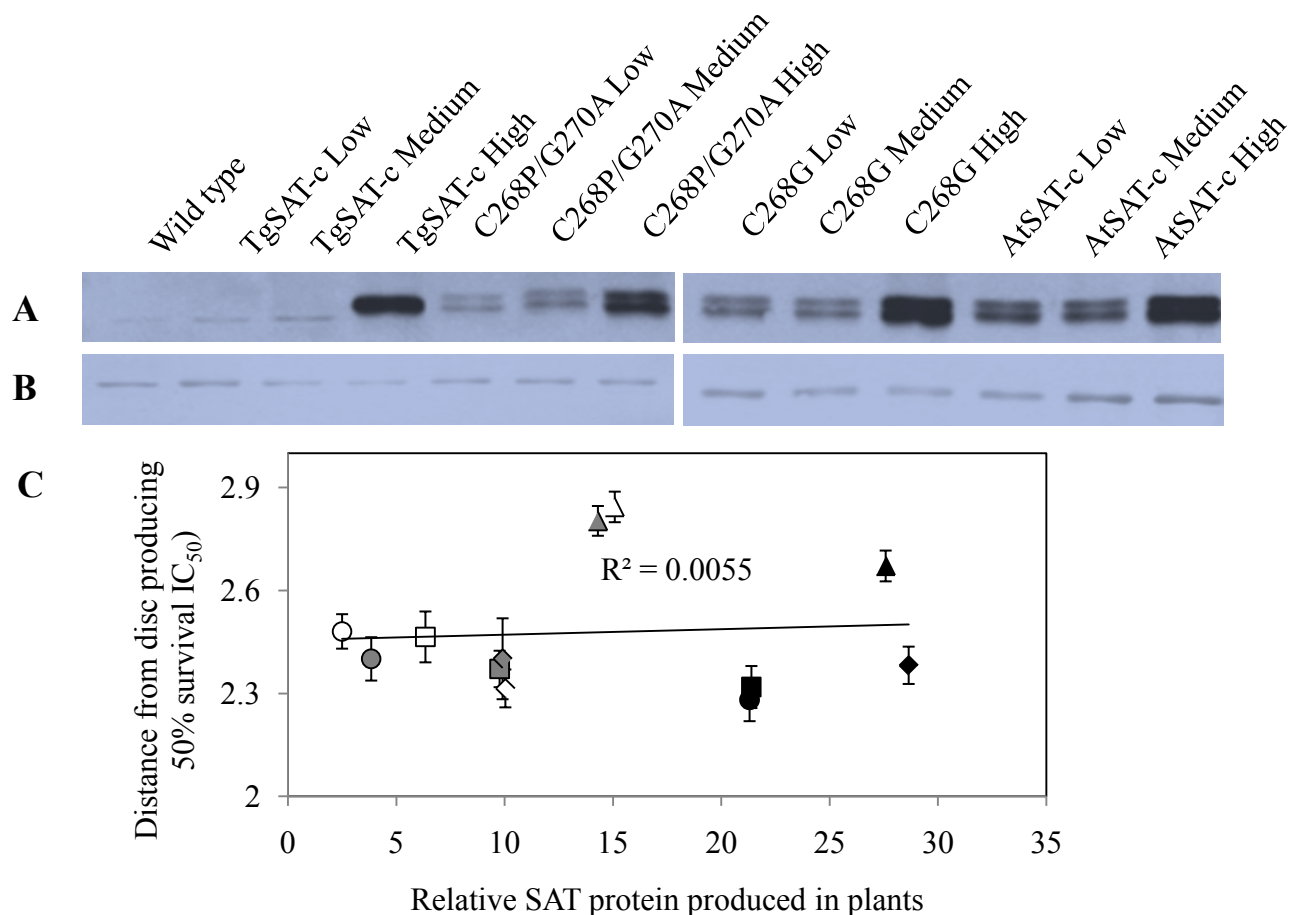 Wild type
TgSAT-c Low
TgSAT-c Medium
TgSAT-c High
C268P/G270A Low
C268P/G270A Medium
C268P/G270A High
C268G Low
C268G Medium
C268G High
AtSAT-c Low
AtSAT-c Medium
AtSAT-c High
A
B
C
Distance from disc producing
50% survival IC₅₀)
2.9
2.6
2.3
2
R² = 0.0055
0 5 10 15 20 25 30 35
Relative SAT protein produced in plants